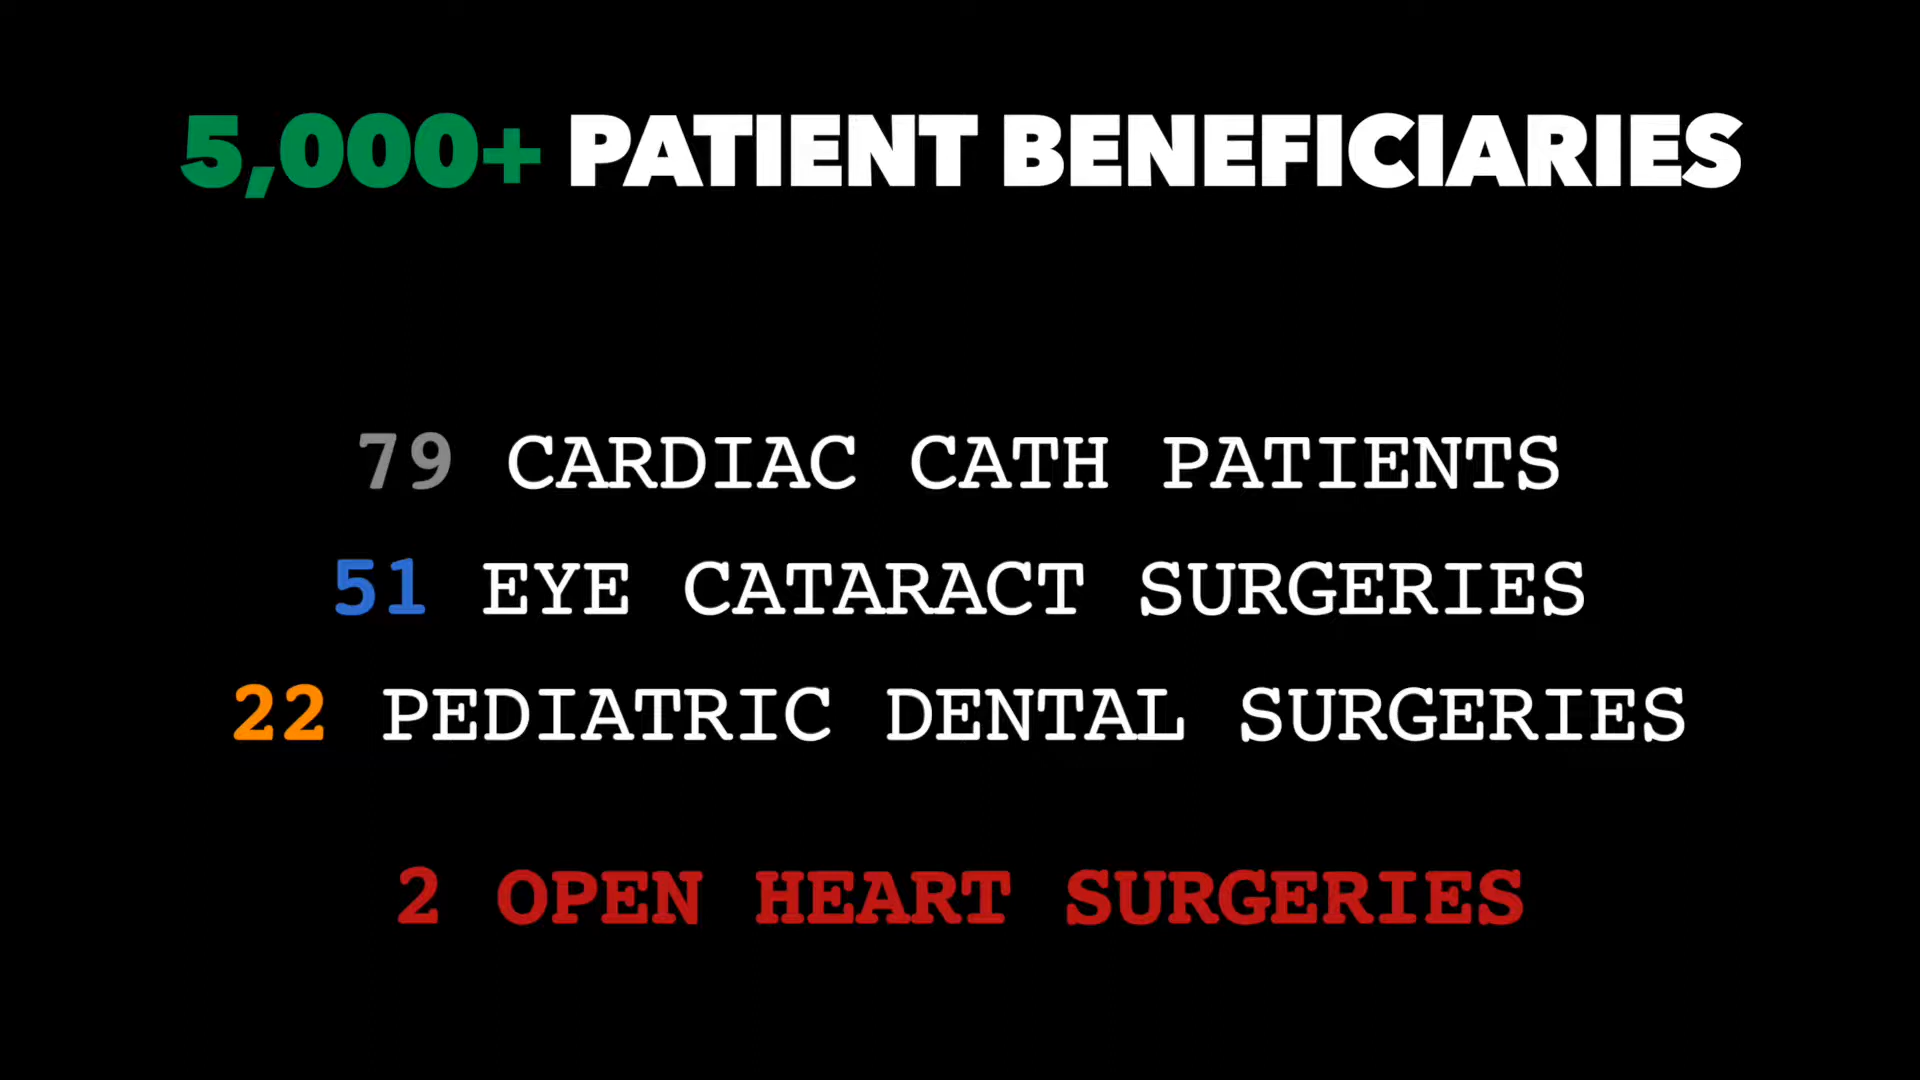 5,000+ PATIENT BENEFICIARIES
79 CARDIAC CATH PATIENTS
51 EYE CATARACT SURGERIES
22 PEDIATRIC DENTAL SURGERIES
2 OPEN HEART SURGERIES